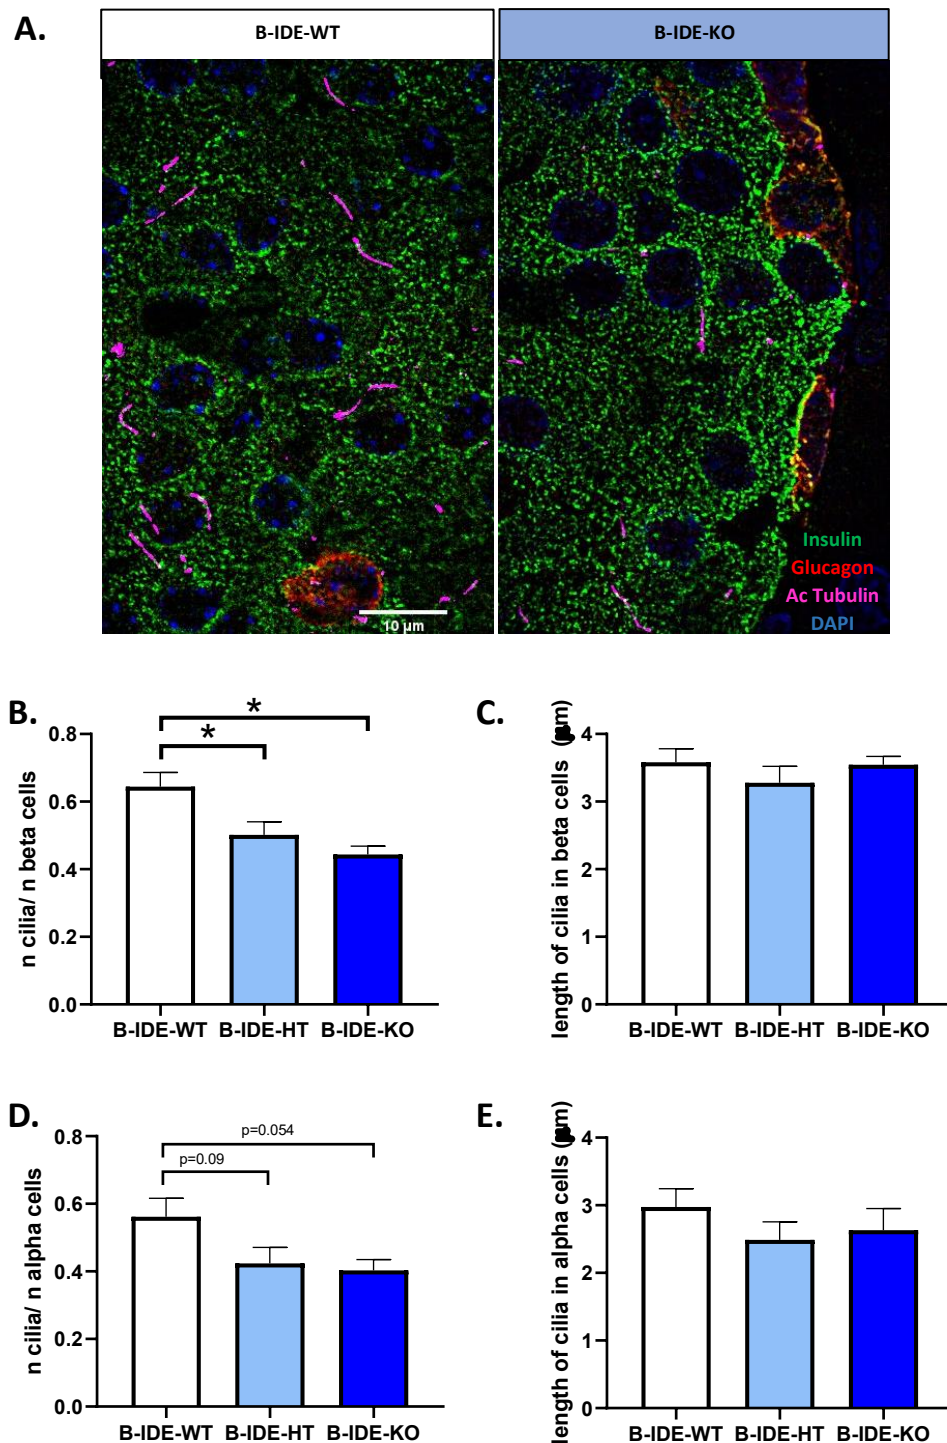 A.
B-IDE-WT
B-IDE-KO
Insulin
Glucagon
Ac Tubulin
DAPI
10 µm
B.
*
*
n cilia/ n beta cells
0.8
0.6
0.4
0.2
0.0
B-IDE-WT
B-IDE-HT
B-IDE-KO
C.
length of cilia in beta cells
4
3
2
1
0
B-IDE-WT
B-IDE-HT
B-IDE-KO
D.
p=0.054
p=0.09
n cilia/ n alpha cells
0.8
0.6
0.4
0.2
0.0
B-IDE-WT
B-IDE-HT
B-IDE-KO
E.
length of cilia in alpha cells
4
3
2
1
0
B-IDE-WT
B-IDE-HT
B-IDE-KO